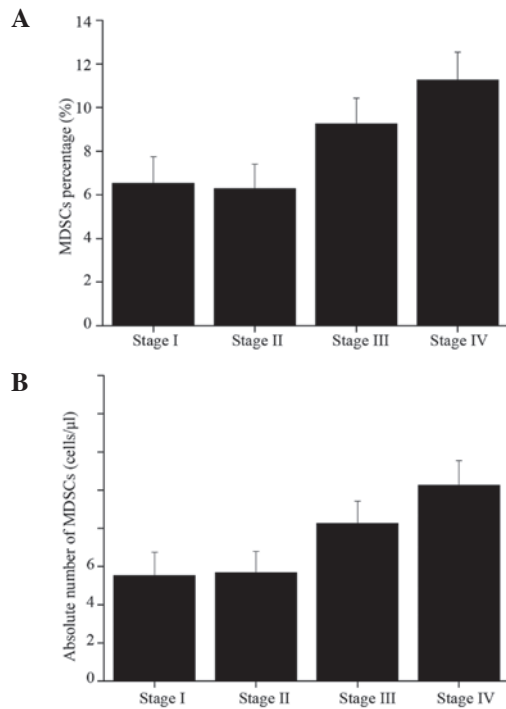 A
MDSCs percentage (%)
14
12
10
8
6
4
2
0
Stage I Stage II Stage III Stage IV
B
Absolute number of MDSCs (cells/µl)
6
4
2
0
Stage I Stage II Stage III Stage IV